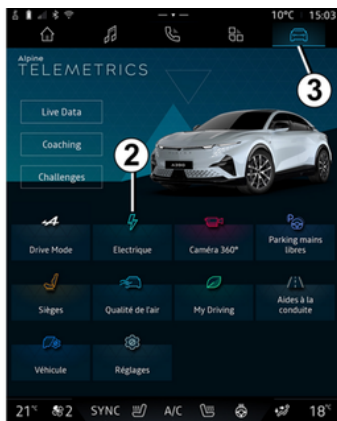 10°C 15:03
Alpine
TELEMETRICS
3
Live Data
Coaching
Challenges
2
Drive Mode
Electrique
Caméra 360°
Parking mains
libres
Sièges
Qualité de l'air
My Driving
Aides à la
conduite
Véhicule
Réglages
21°C 2 SYNC A/C 18°C